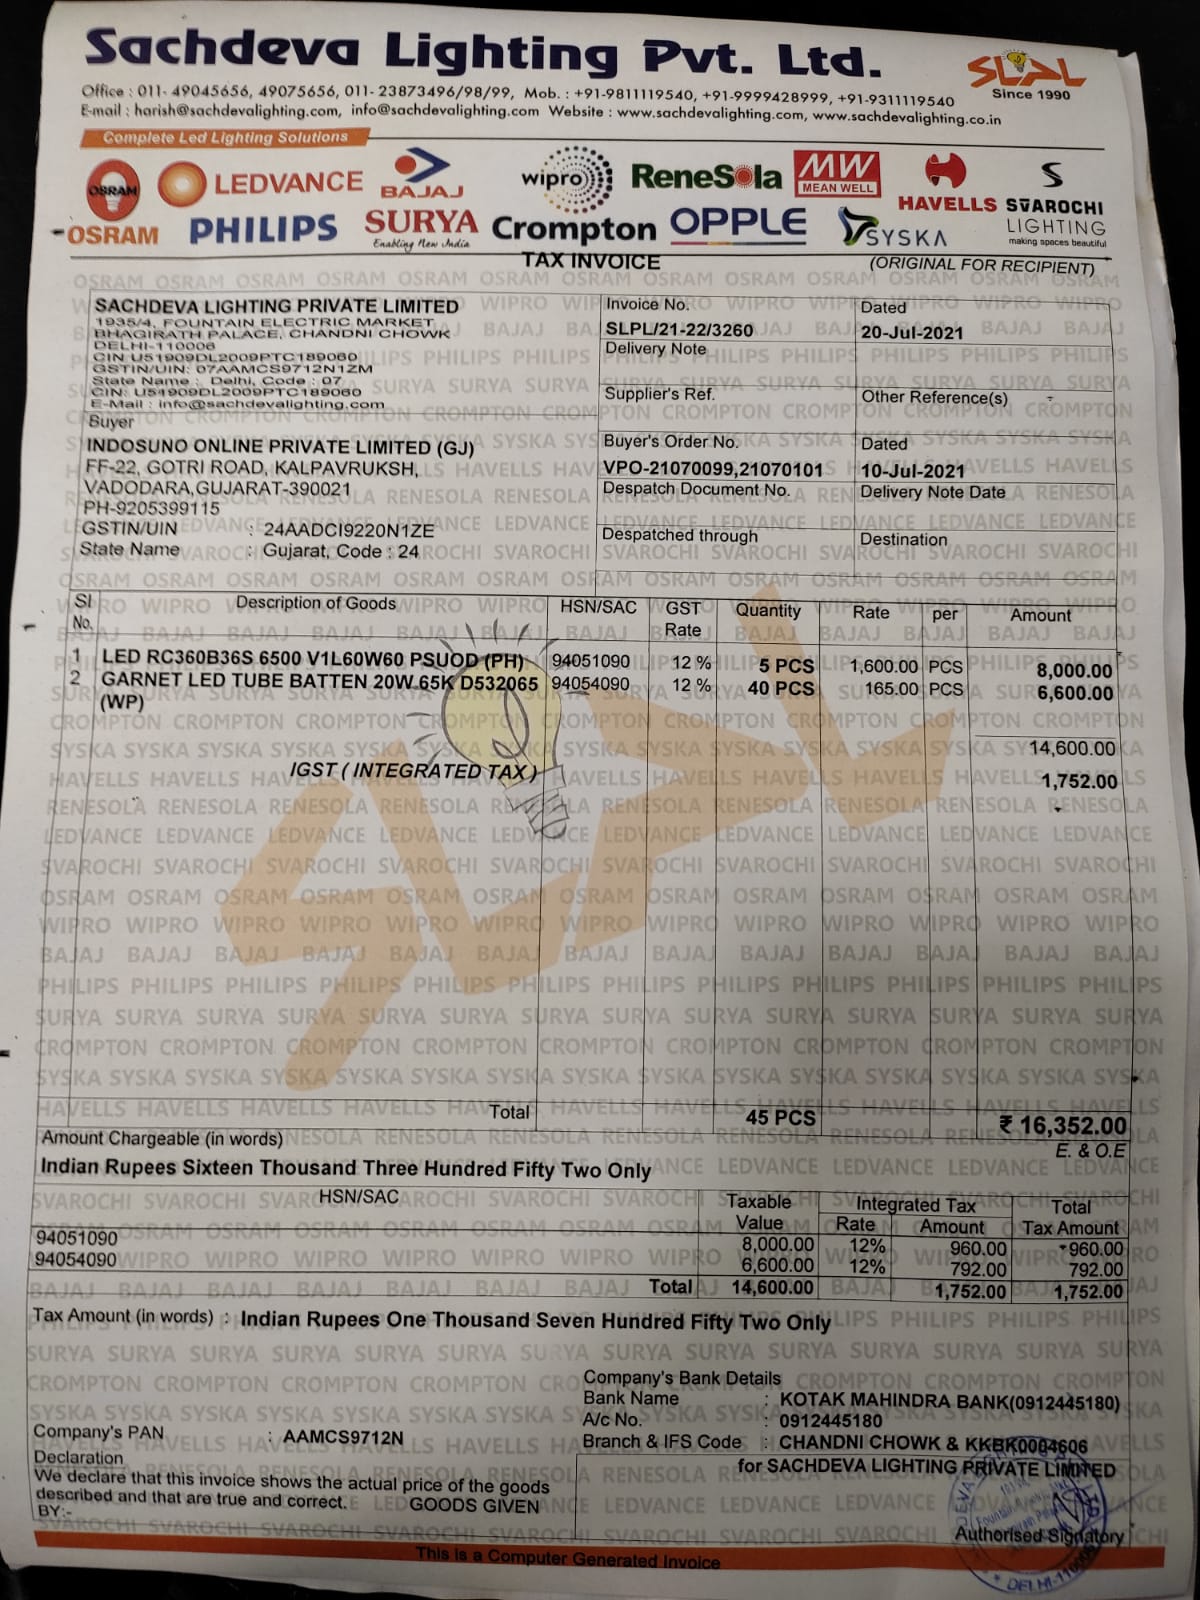 Sachdeva Lighting Pvt. Ltd.
SLPL
Since 1990
Office : 011- 49045656, 49075656, 011- 23873496/98/99, Mob. : +91-9811119540, +91-9999428999, +91-9311119540
E-mail : harish@sachdevalighting.com, info@sachdevalighting.com Website : www.sachdevalighting.com, www.sachdevalighting.co.in
Complete Led Lighting Solutions
OSRAM LEDVANCE BAJAJ wipro ReneSola MW MEAN WELL HAVELLS S SVAROCHI
OSRAM PHILIPS SURYA Crompton OPPLE SYSKA LIGHTING
Enabling New India making spaces beautiful
TAX INVOICE (ORIGINAL FOR RECIPIENT)
SACHDEVA LIGHTING PRIVATE LIMITED
1935/4, FOUNTAIN ELECTRIC MARKET,
BHAGIRATH PALACE, CHANDNI CHOWK
DELHI-110006
CIN U51909DL2009PTC189060
GSTIN/UIN: 07AAMCS9712N1ZM
State Name : Delhi, Code : 07
CIN: U51909DL2009PTC189060
E-Mail : info@sachdevalighting.com
Invoice No. Dated
SLPL/21-22/3260 20-Jul-2021
Delivery Note
Supplier's Ref. Other Reference(s)
Buyer
INDOSUNO ONLINE PRIVATE LIMITED (GJ)
FF-22, GOTRI ROAD, KALPAVRUKSH,
VADODARA,GUJARAT-390021
PH-9205399115
GSTIN/UIN : 24AADCI9220N1ZE
State Name : Gujarat, Code : 24
Buyer's Order No. Dated
VPO-21070099,21070101 10-Jul-2021
Despatch Document No. Delivery Note Date
Despatched through Destination
Sl No. Description of Goods HSN/SAC GST Rate Quantity Rate per Amount
1 LED RC360B36S 6500 V1L60W60 PSUOD (PH) 94051090 12 % 5 PCS 1,600.00 PCS 8,000.00
2 GARNET LED TUBE BATTEN 20W 65K D532065 94054090 12 % 40 PCS 165.00 PCS 6,600.00
(WP)
14,600.00
IGST ( INTEGRATED TAX ) 1,752.00
Total 45 PCS ₹ 16,352.00
Amount Chargeable (in words) E. & O.E
Indian Rupees Sixteen Thousand Three Hundred Fifty Two Only
HSN/SAC Taxable Value Integrated Tax Total Tax Amount
Rate Amount
94051090 8,000.00 12% 960.00 960.00
94054090 6,600.00 12% 792.00 792.00
Total 14,600.00 1,752.00 1,752.00
Tax Amount (in words) : Indian Rupees One Thousand Seven Hundred Fifty Two Only
Company's Bank Details
Bank Name : KOTAK MAHINDRA BANK(0912445180)
A/c No. : 0912445180
Branch & IFS Code : CHANDNI CHOWK & KKBK0004606
Company's PAN : AAMCS9712N
Declaration
We declare that this invoice shows the actual price of the goods
described and that are true and correct. GOODS GIVEN
BY:-
for SACHDEVA LIGHTING PRIVATE LIMITED
Authorised Signatory
DELHI-110006
This is a Computer Generated Invoice